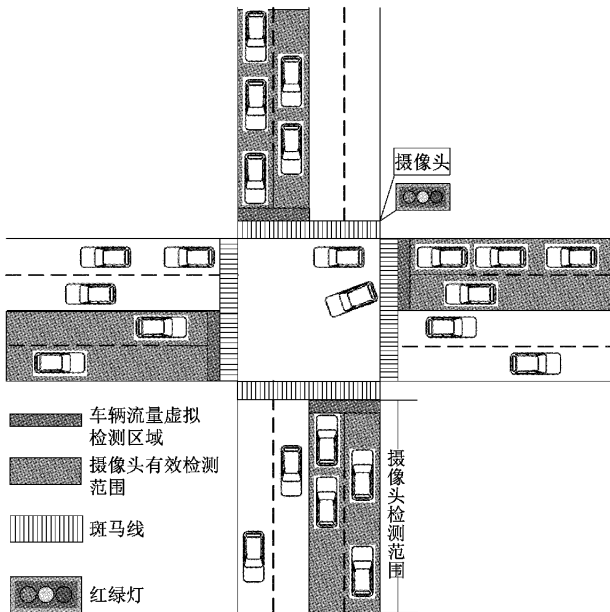 摄像头
车辆流量虚拟
检测区域
摄像头有效检测
范围
斑马线
红绿灯
摄像头检测范围